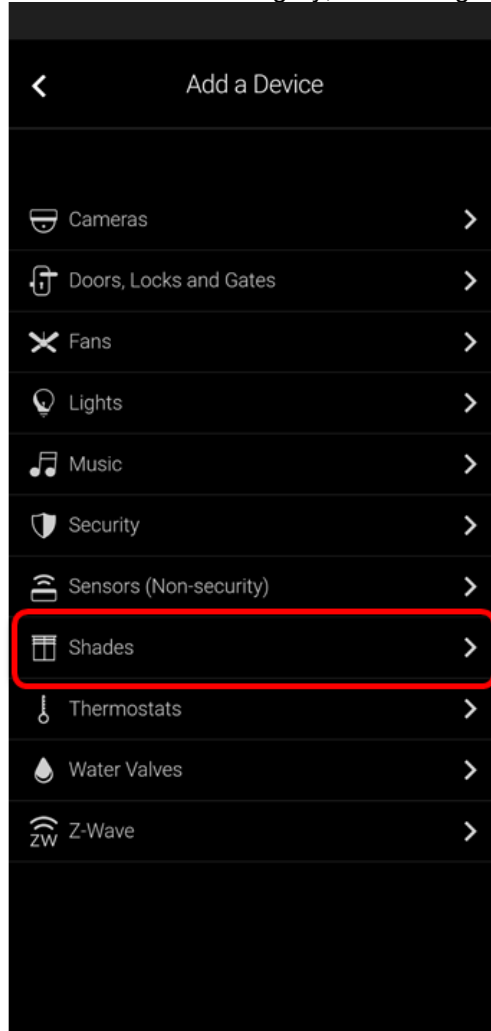 Add a Device
Cameras
Doors, Locks and Gates
Fans
Lights
Music
Security
Sensors (Non-security)
Shades
Thermostats
Water Valves
ZW Z-Wave